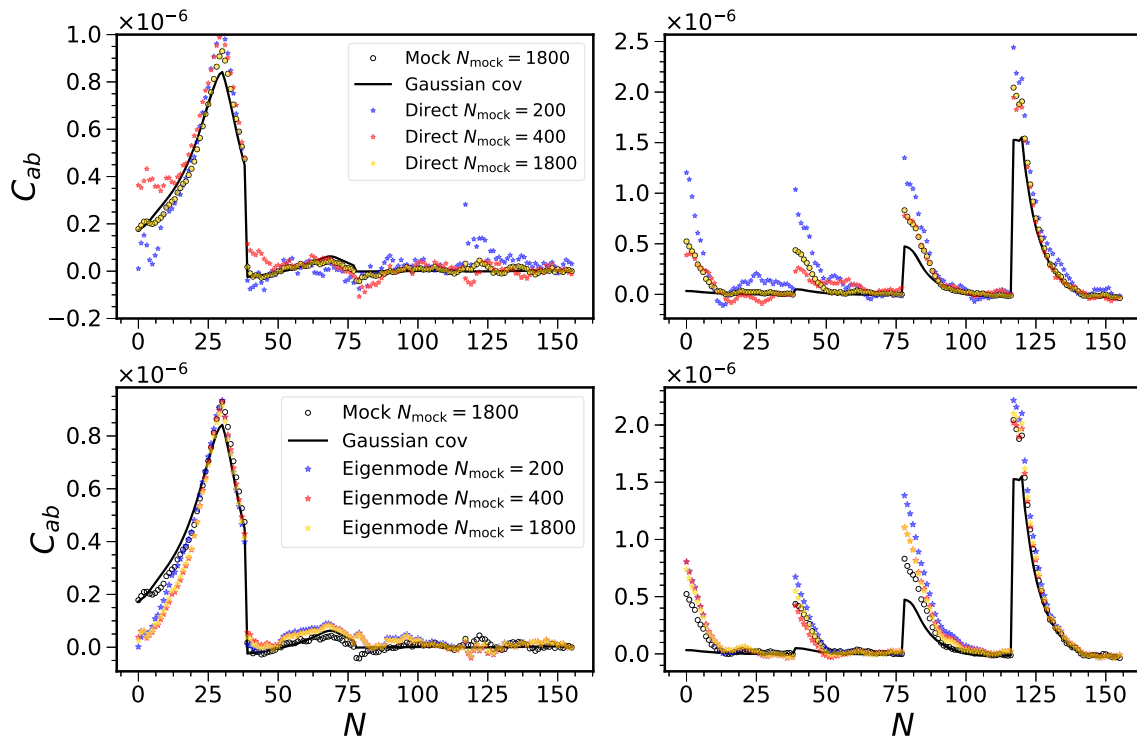 ×10⁻⁶
1.0
0.8
0.6
0.4
0.2
0.0
−0.2
C_ab
0 25 50 75 100 125 150
Mock N_mock = 1800
Gaussian cov
Direct N_mock = 200
Direct N_mock = 400
Direct N_mock = 1800
×10⁻⁶
2.5
2.0
1.5
1.0
0.5
0.0
0 25 50 75 100 125 150
×10⁻⁶
0.8
0.6
0.4
0.2
0.0
C_ab
0 25 50 75 100 125 150
N
Mock N_mock = 1800
Gaussian cov
Eigenmode N_mock = 200
Eigenmode N_mock = 400
Eigenmode N_mock = 1800
×10⁻⁶
2.0
1.5
1.0
0.5
0.0
0 25 50 75 100 125 150
N